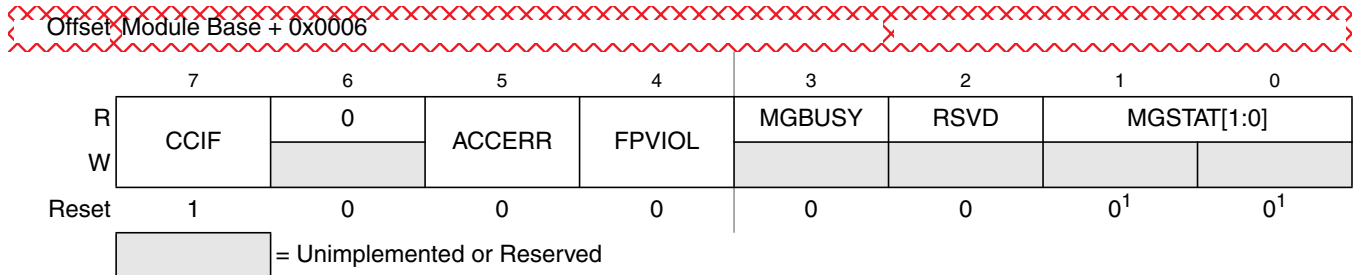 Offset Module Base + 0x0006
7 6 5 4 3 2 1 0
R CCIF 0 ACCERR FPVIOL MGBUSY RSVD MGSTAT[1:0]
W
Reset 1 0 0 0 0 0 0¹ 0¹
= Unimplemented or Reserved